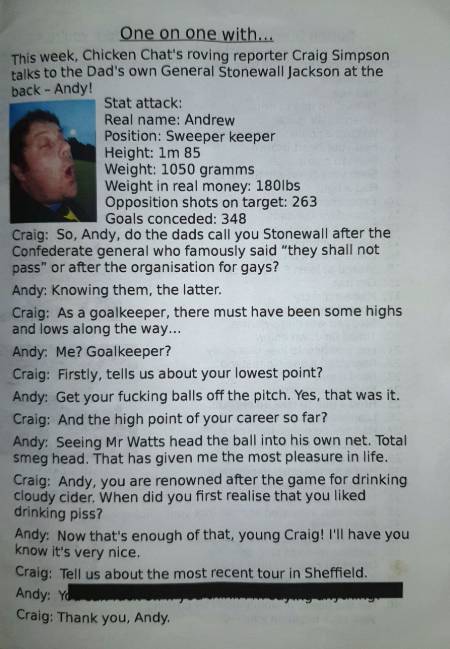 One on one with...
This week, Chicken Chat's roving reporter Craig Simpson
talks to the Dad's own General Stonewall Jackson at the
back – Andy!
Stat attack:
Real name: Andrew
Position: Sweeper keeper
Height: 1m 85
Weight: 1050 gramms
Weight in real money: 180lbs
Opposition shots on target: 263
Goals conceded: 348
Craig: So, Andy, do the dads call you Stonewall after the
Confederate general who famously said “they shall not
pass” or after the organisation for gays?
Andy: Knowing them, the latter.
Craig: As a goalkeeper, there must have been some highs
and lows along the way...
Andy: Me? Goalkeeper?
Craig: Firstly, tells us about your lowest point?
Andy: Get your fucking balls off the pitch. Yes, that was it.
Craig: And the high point of your career so far?
Andy: Seeing Mr Watts head the ball into his own net. Total
smeg head. That has given me the most pleasure in life.
Craig: Andy, you are renowned after the game for drinking
cloudy cider. When did you first realise that you liked
drinking piss?
Andy: Now that's enough of that, young Craig! I'll have you
know it's very nice.
Craig: Tell us about the most recent tour in Sheffield.
Andy:
Craig: Thank you, Andy.